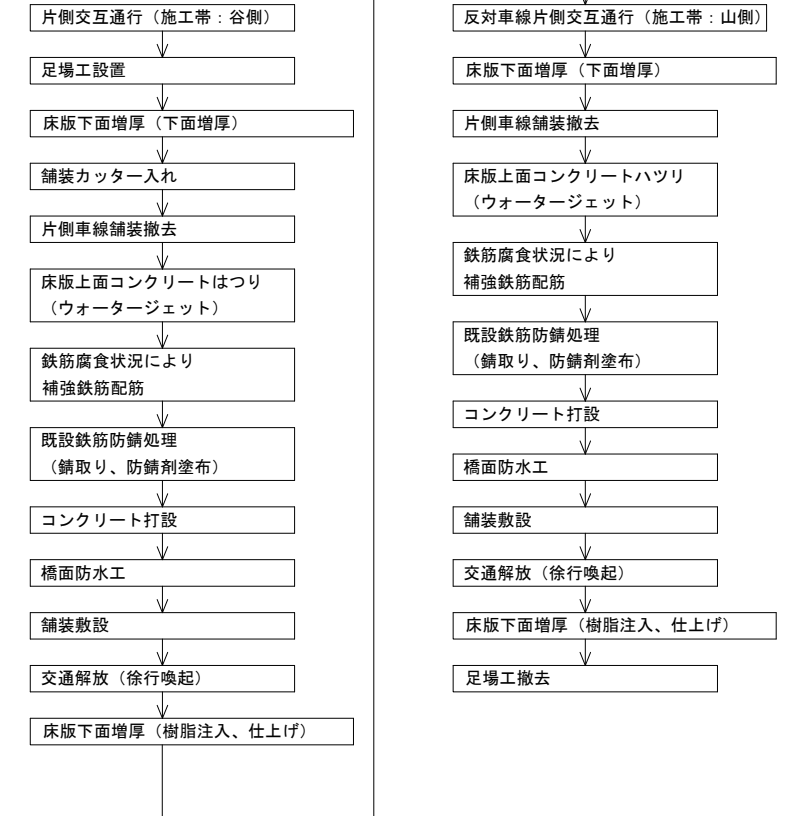 片側交互通行（施工帯：谷側）
足場工設置
床版下面増厚（下面増厚）
舗装カッター入れ
片側車線舗装撤去
床版上面コンクリートはつり
（ウォータージェット）
鉄筋腐食状況により
補強鉄筋配筋
既設鉄筋防錆処理
（錆取り、防錆剤塗布）
コンクリート打設
橋面防水工
舗装敷設
交通解放（徐行喚起）
床版下面増厚（樹脂注入、仕上げ）
反対車線片側交互通行（施工帯：山側）
床版下面増厚（下面増厚）
片側車線舗装撤去
床版上面コンクリートハツリ
（ウォータージェット）
鉄筋腐食状況により
補強鉄筋配筋
既設鉄筋防錆処理
（錆取り、防錆剤塗布）
コンクリート打設
橋面防水工
舗装敷設
交通解放（徐行喚起）
床版下面増厚（樹脂注入、仕上げ）
足場工撤去